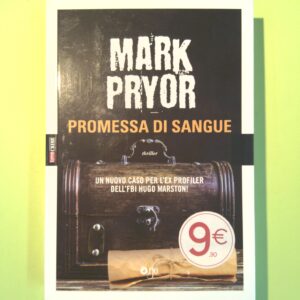 MARK
PRYOR
PROMESSA DI SANGUE
thriller
UN NUOVO CASO PER L'EX PROFILER
DELL'FBI HUGO MARSTON!
9€
,90